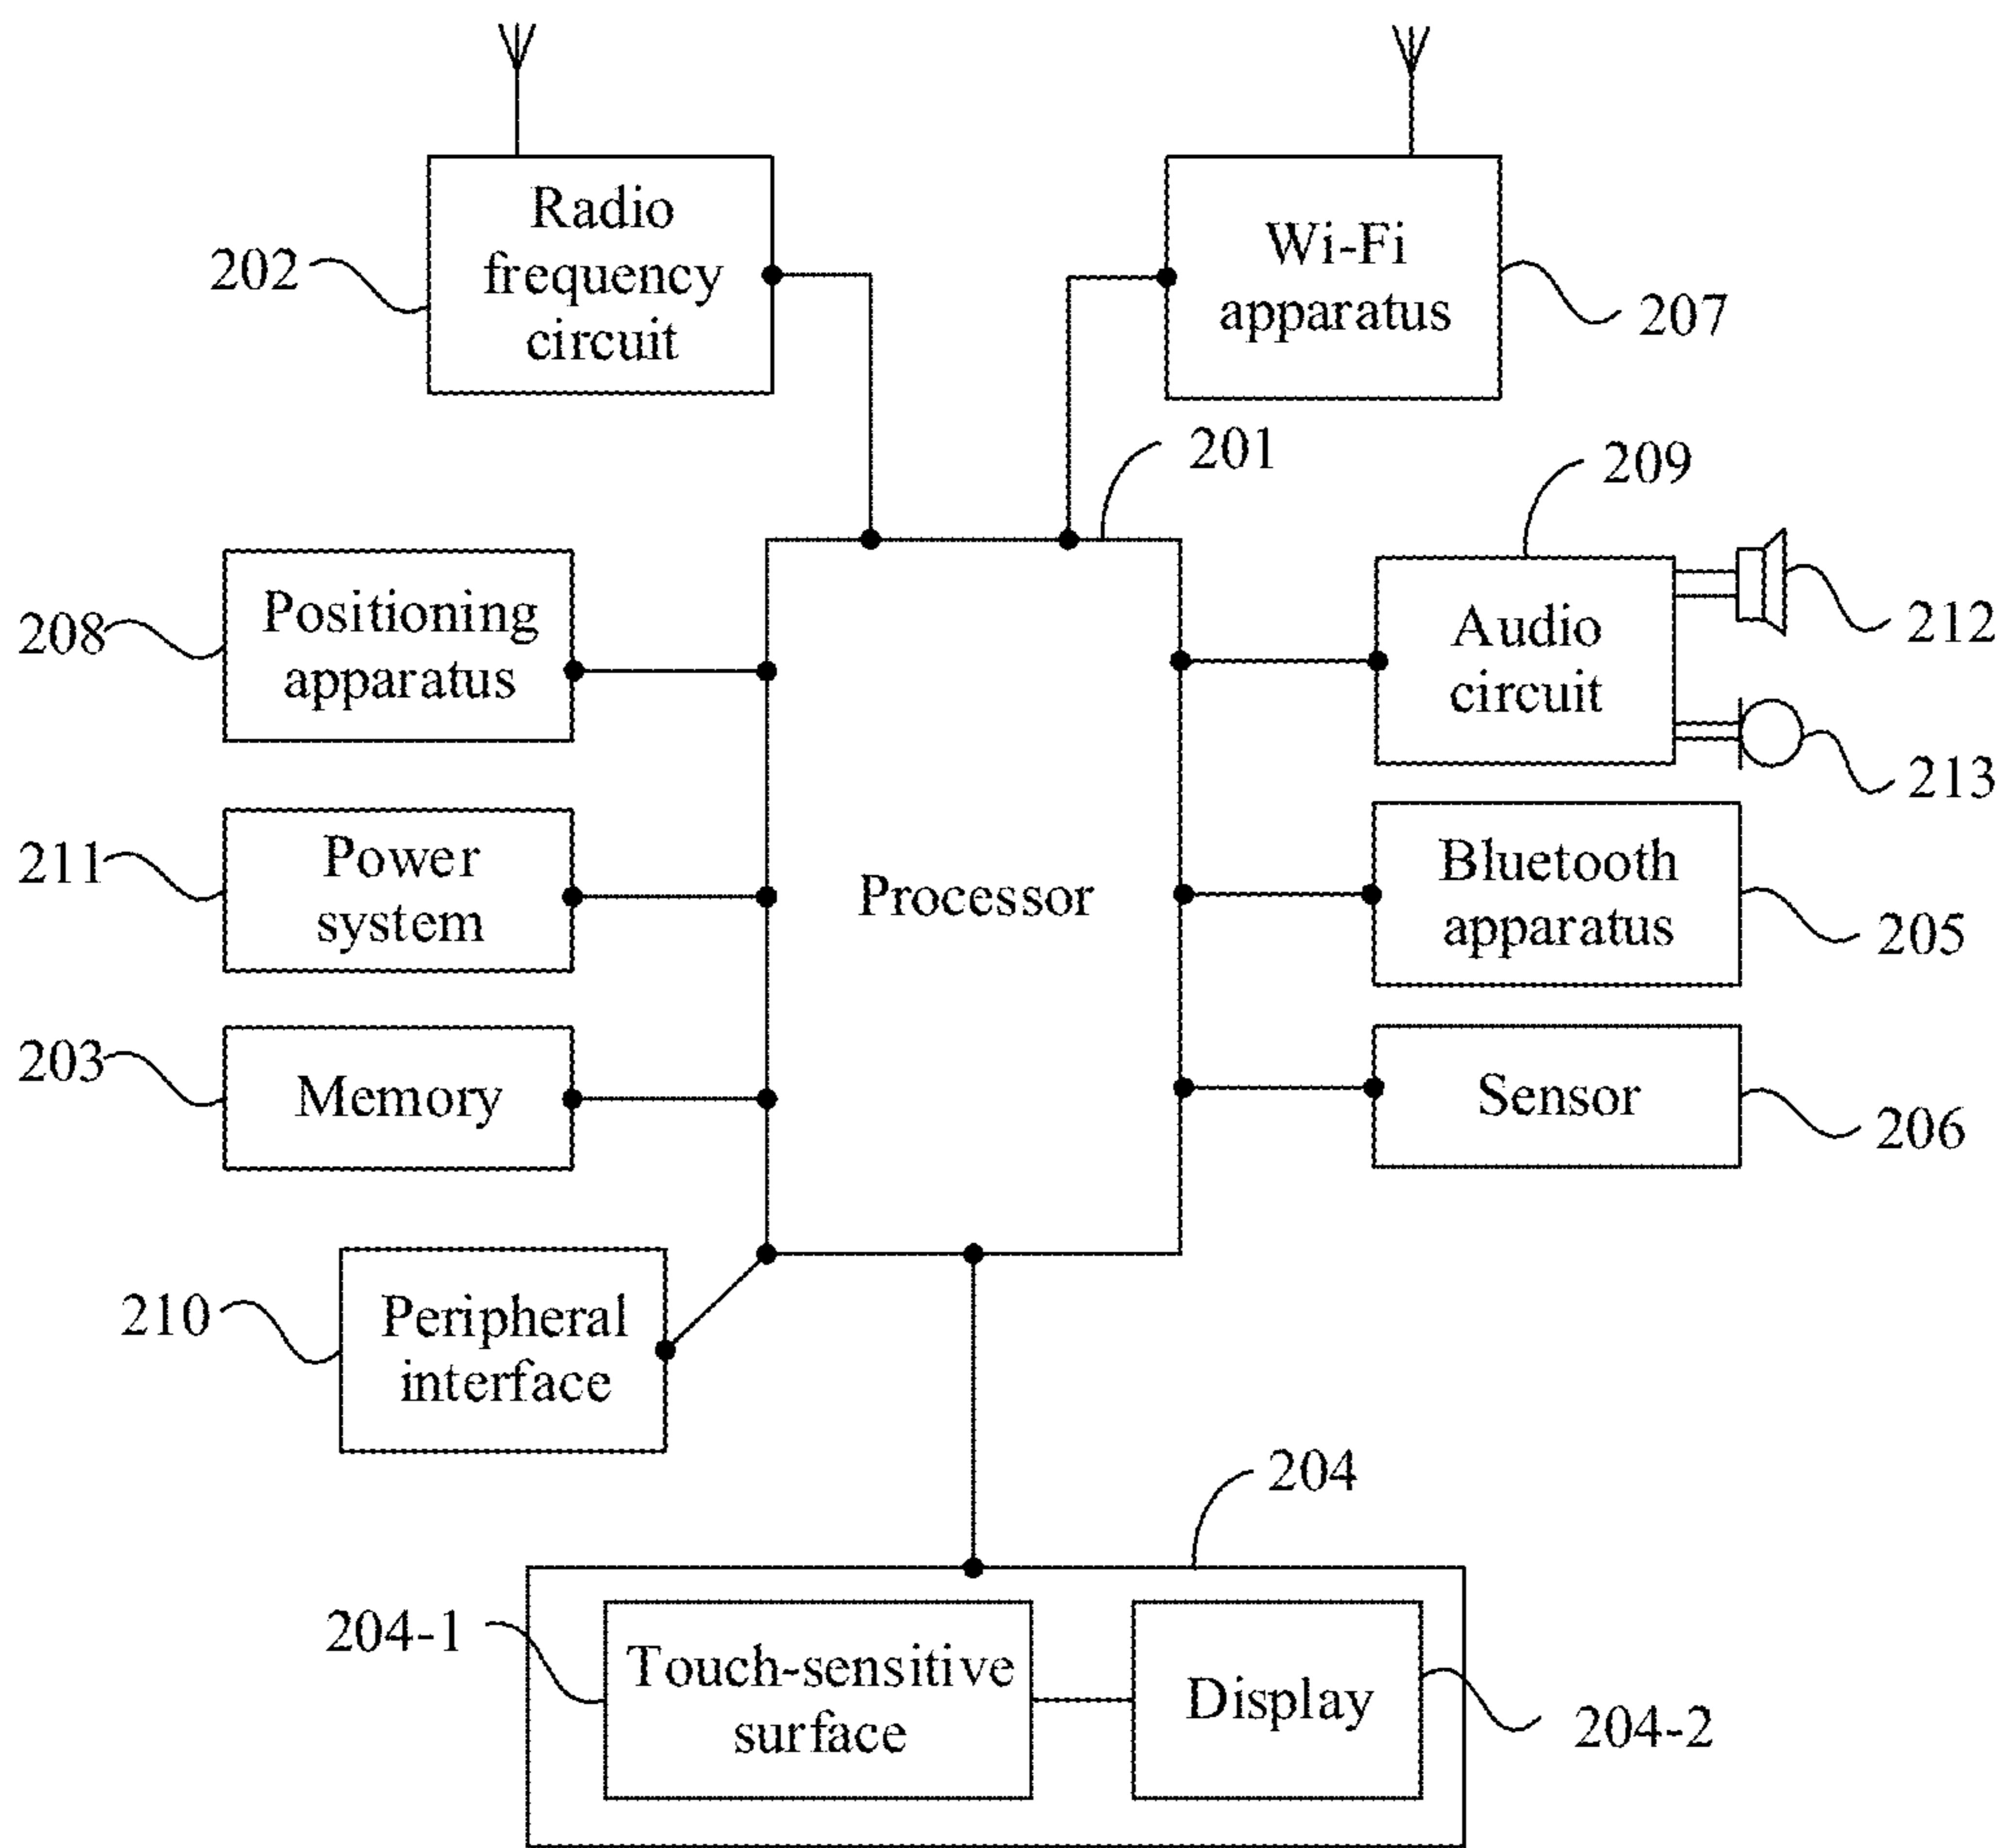 Radio
frequency
circuit
202
Wi-Fi
apparatus
207
201
209
Positioning
apparatus
208
Audio
circuit
212
213
Power
system
211
Processor
Bluetooth
apparatus
205
203
Memory
Sensor
206
210
Peripheral
interface
204
204-1
Touch-sensitive
surface
Display
204-2